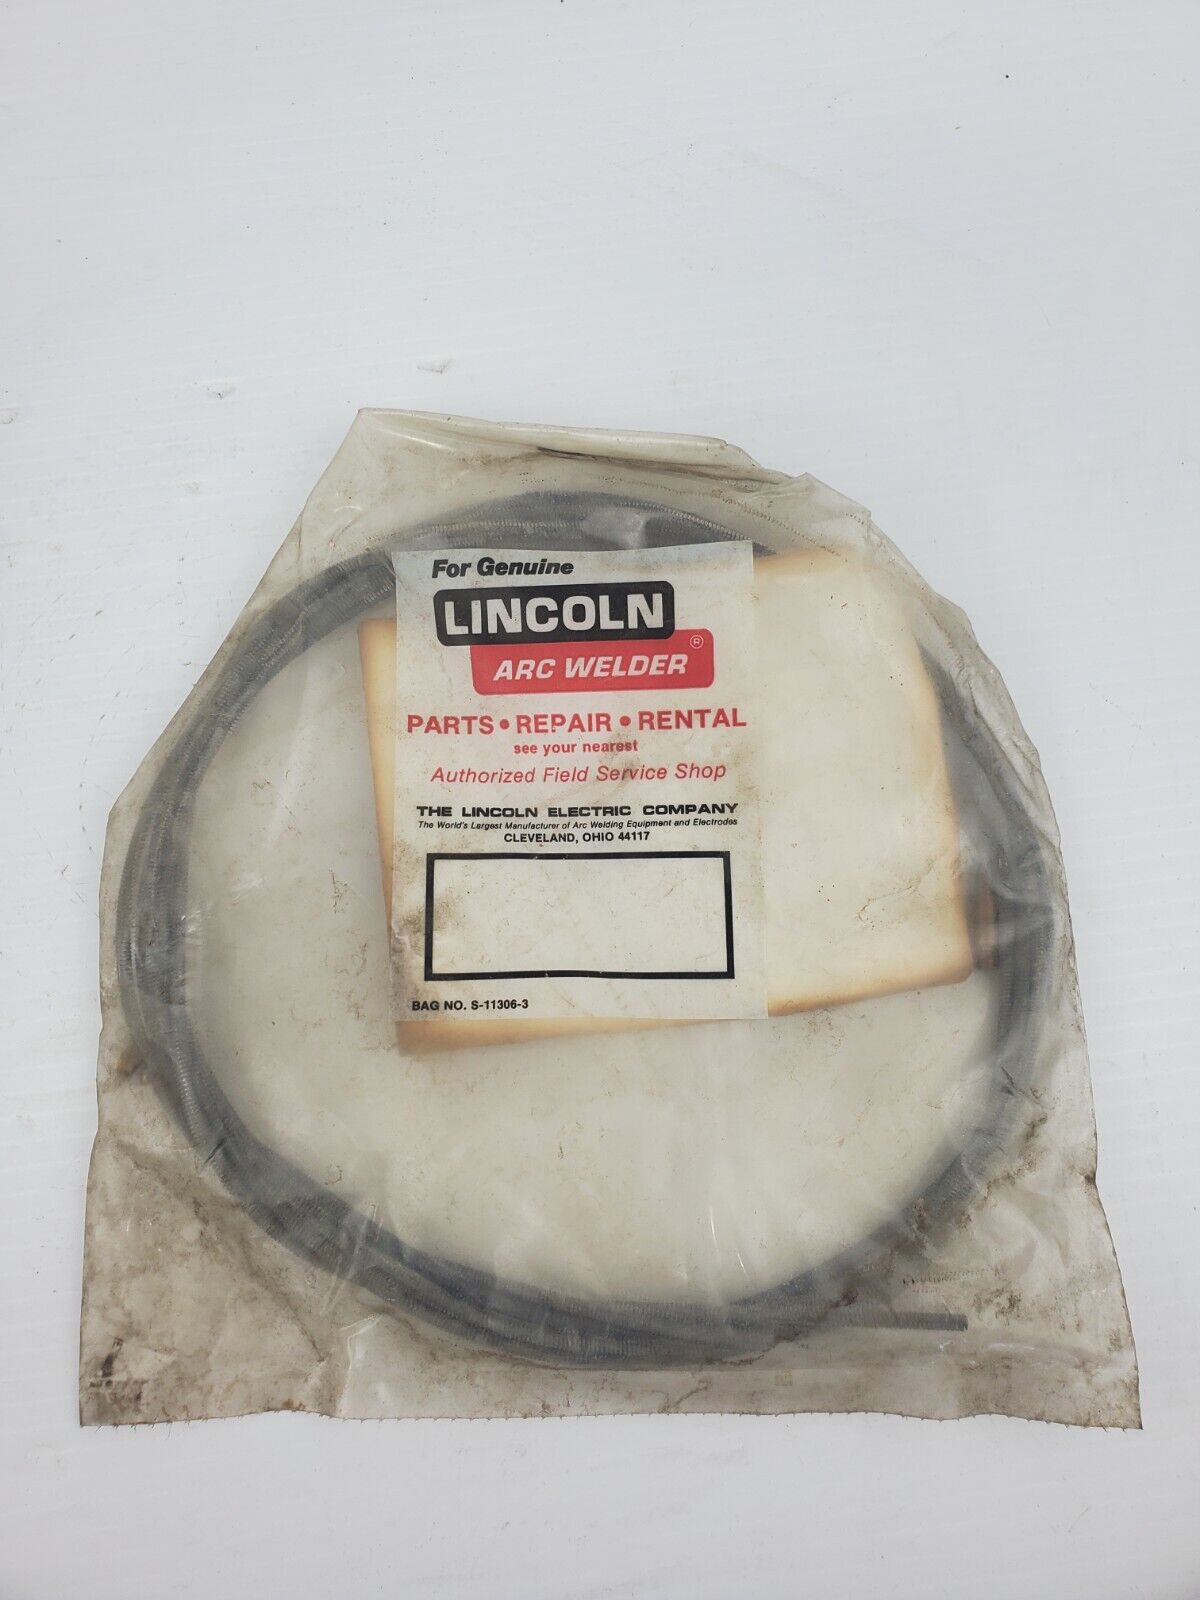 For Genuine
LINCOLN
ARC WELDER ®
PARTS • REPAIR • RENTAL
see your nearest
Authorized Field Service Shop
THE LINCOLN ELECTRIC COMPANY
The World's Largest Manufacturer of Arc Welding Equipment and Electrodes
CLEVELAND, OHIO 44117
BAG NO. S-11306-3